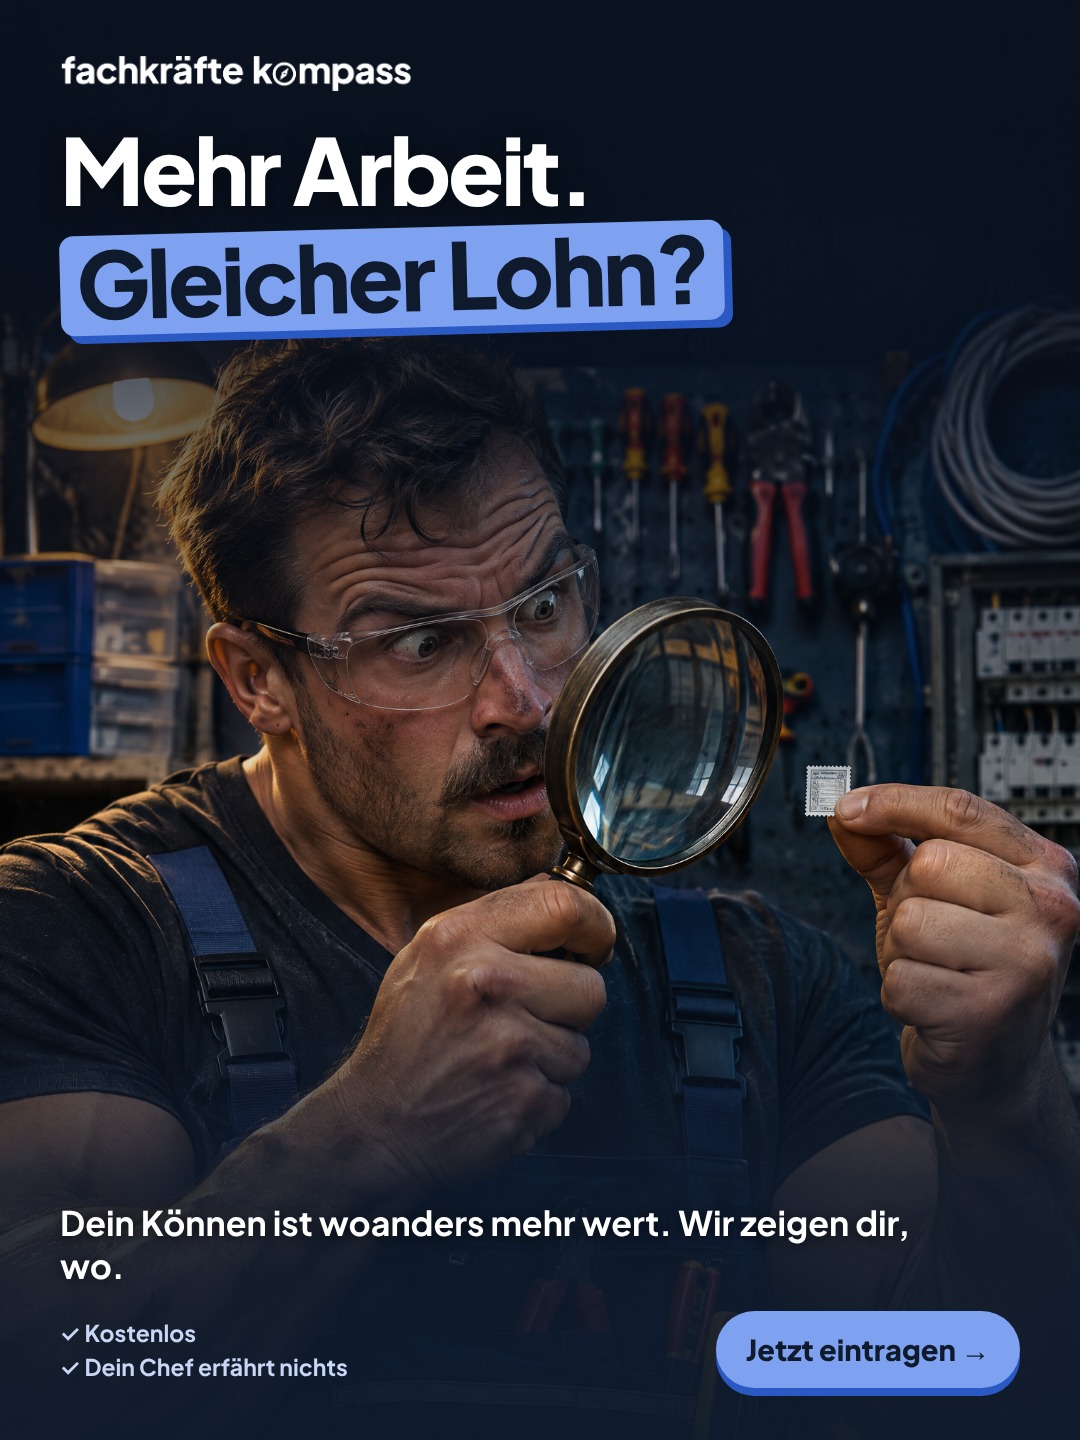 fachkräfte kompass
Mehr Arbeit.
Gleicher Lohn?
Dein Können ist woanders mehr wert. Wir zeigen dir,
wo.
✓ Kostenlos
✓ Dein Chef erfährt nichts
Jetzt eintragen →